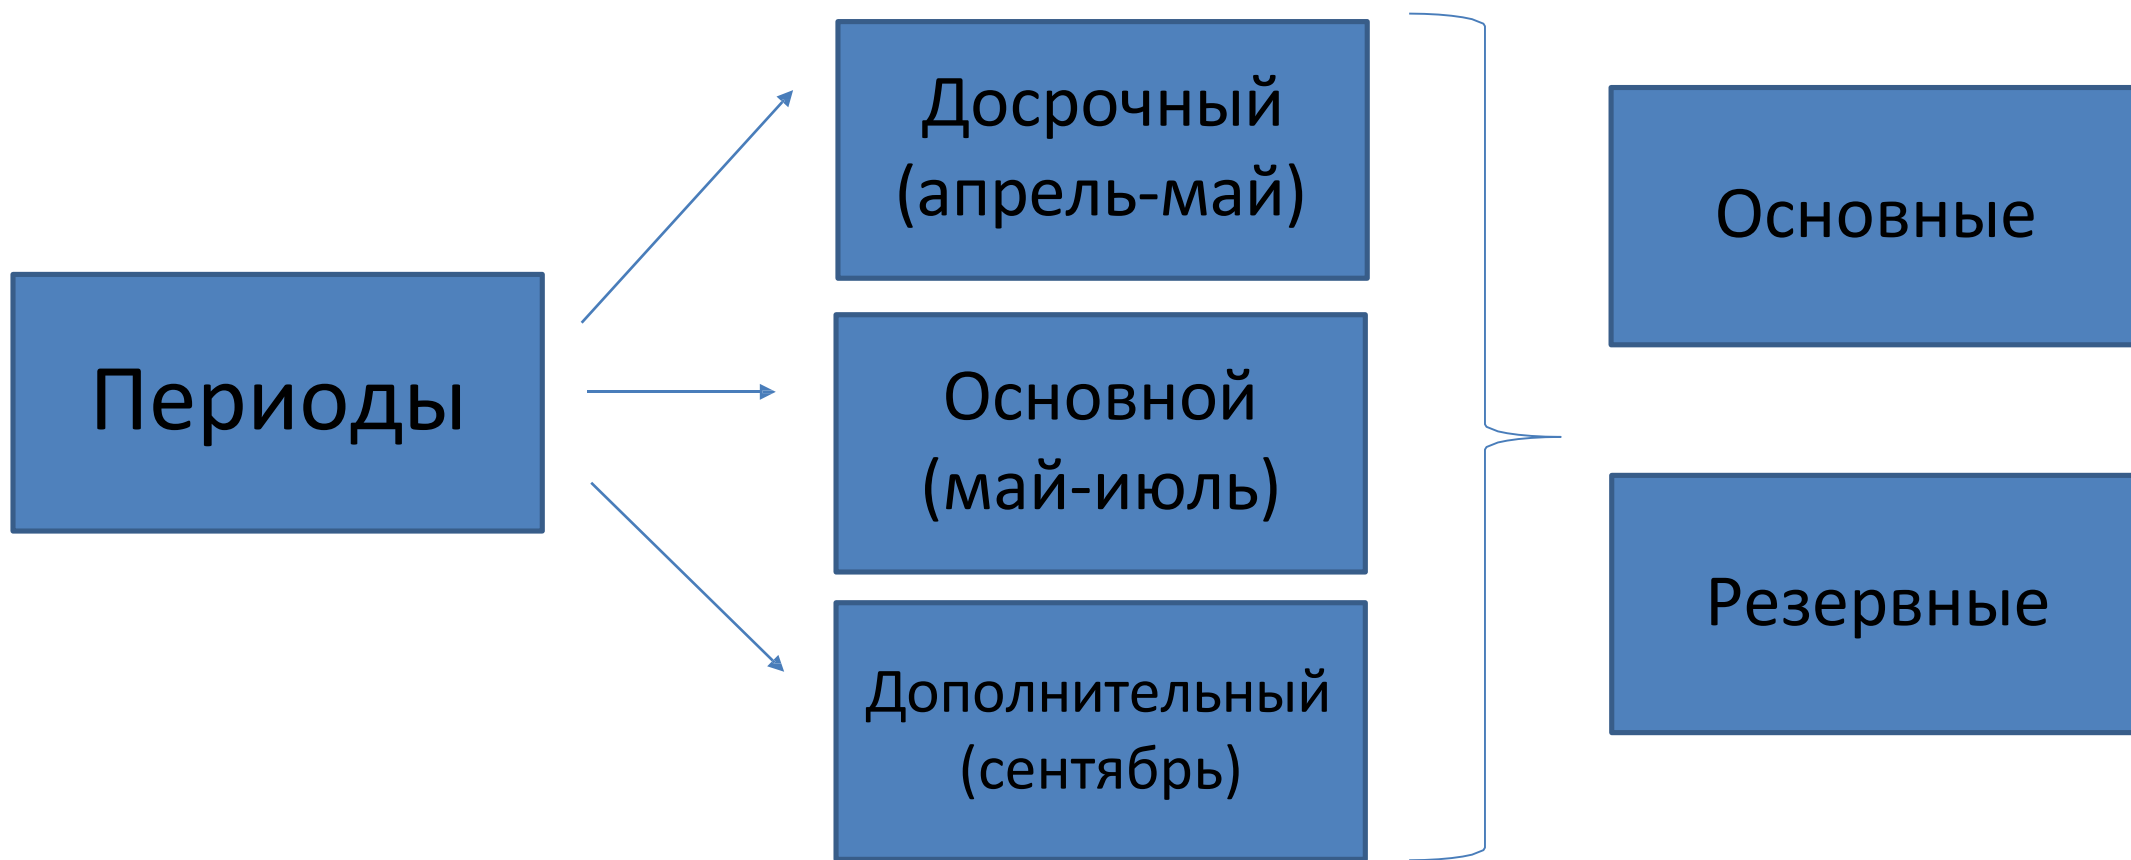 Периоды
Досрочный
(апрель-май)
Основной
(май-июль)
Дополнительный
(сентябрь)
Основные
Резервные